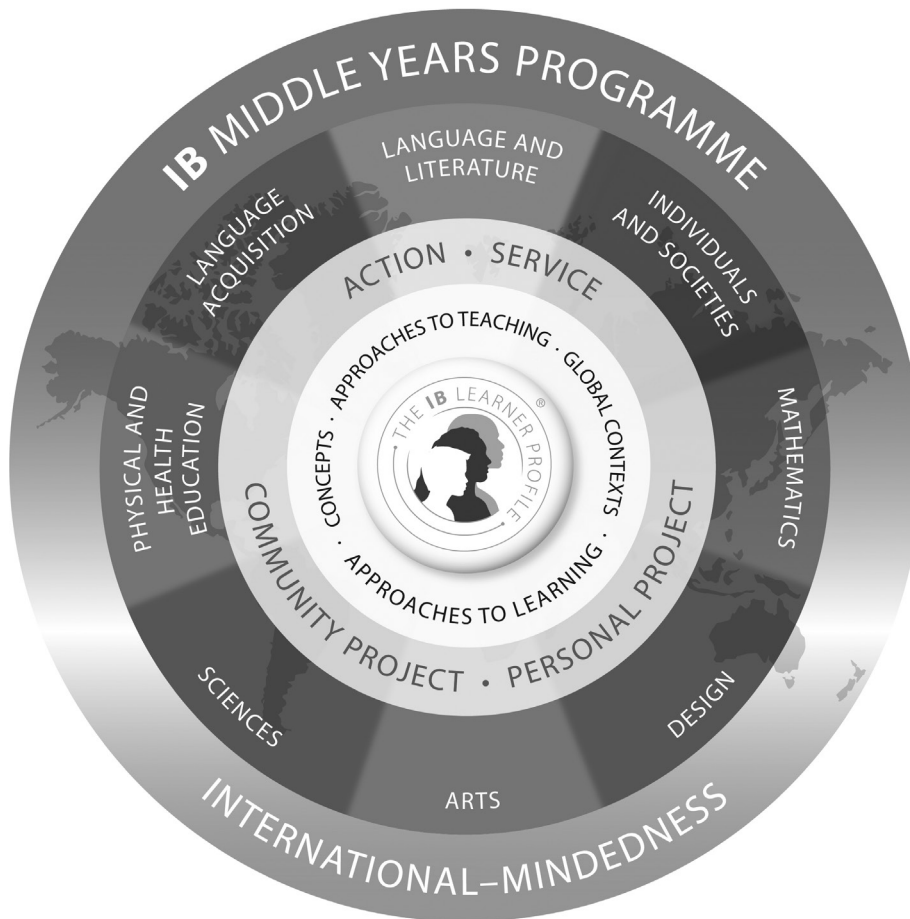 IB MIDDLE YEARS PROGRAMME
LANGUAGE AND
LITERATURE
INDIVIDUALS
AND SOCIETIES
MATHEMATICS
DESIGN
ARTS
SCIENCES
PHYSICAL AND
HEALTH
EDUCATION
LANGUAGE
ACQUISITION
ACTION • SERVICE
COMMUNITY PROJECT • PERSONAL PROJECT
APPROACHES TO TEACHING · GLOBAL CONTEXTS ·
CONCEPTS · APPROACHES TO LEARNING ·
• THE IB LEARNER PROFILE • ®
INTERNATIONAL–MINDEDNESS